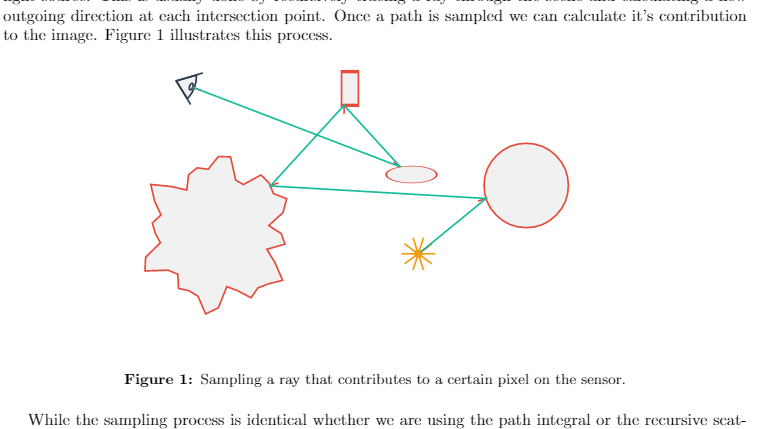 outgoing direction at each intersection point. Once a path is sampled we can calculate it's contribution
to the image. Figure 1 illustrates this process.
Figure 1: Sampling a ray that contributes to a certain pixel on the sensor.
While the sampling process is identical whether we are using the path integral or the recursive scat-